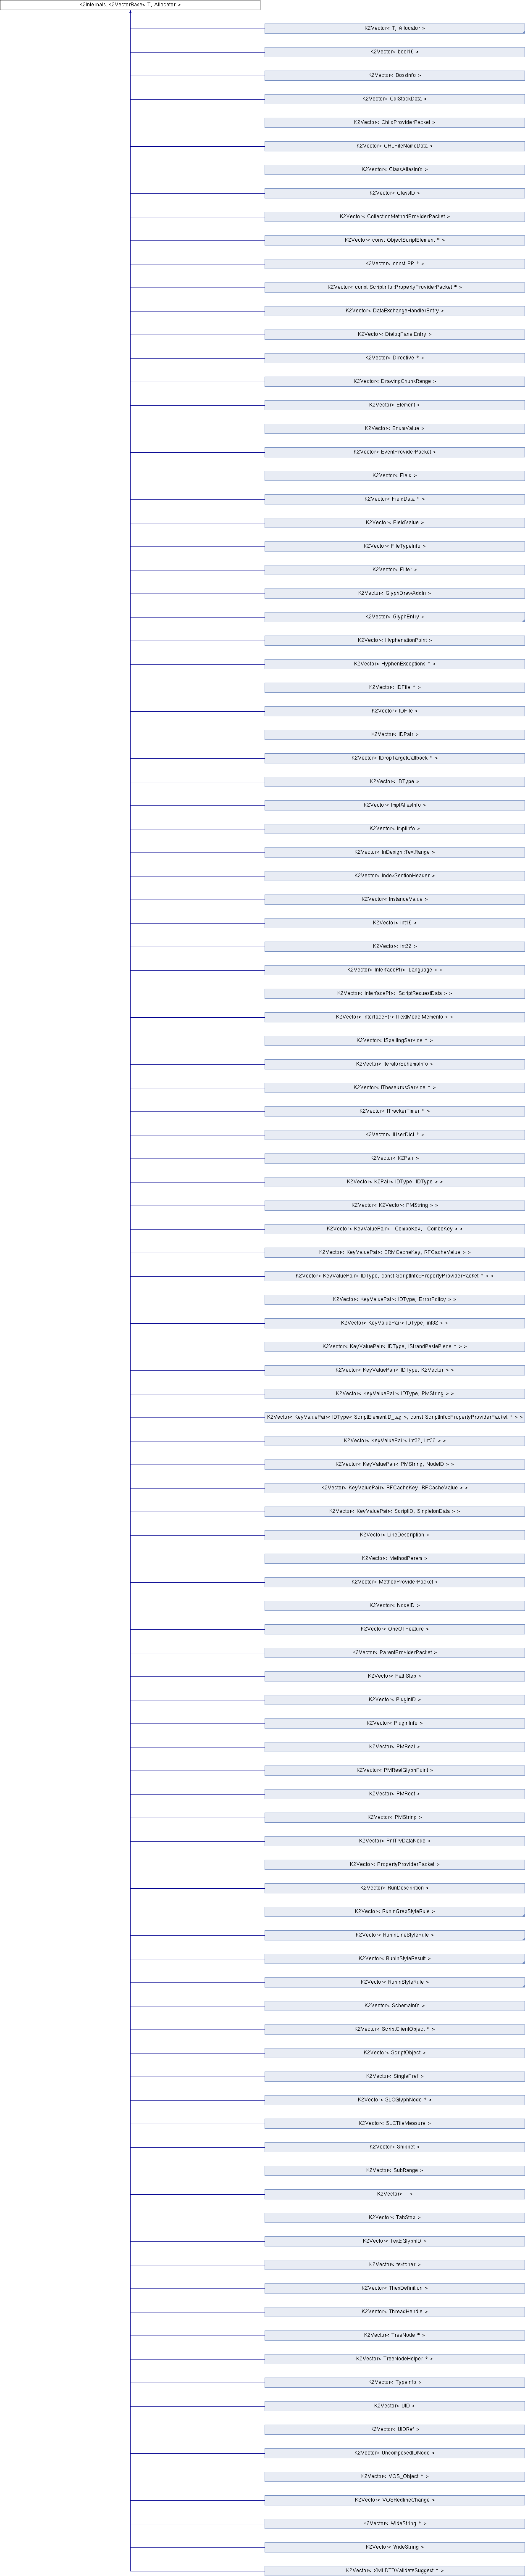 K2Internals::K2VectorBase< T, Allocator >
K2Vector< T, Allocator >
K2Vector< bool16 >
K2Vector< BossInfo >
K2Vector< CdlStockData >
K2Vector< ChildProviderPacket >
K2Vector< CHLFileNameData >
K2Vector< ClassAliasInfo >
K2Vector< ClassID >
K2Vector< CollectionMethodProviderPacket >
K2Vector< const ObjectScriptElement * >
K2Vector< const PP * >
K2Vector< const ScriptInfo::PropertyProviderPacket * >
K2Vector< DataExchangeHandlerEntry >
K2Vector< DialogPanelEntry >
K2Vector< Directive * >
K2Vector< DrawingChunkRange >
K2Vector< Element >
K2Vector< EnumValue >
K2Vector< EventProviderPacket >
K2Vector< Field >
K2Vector< FieldData * >
K2Vector< FieldValue >
K2Vector< FileTypeInfo >
K2Vector< Filter >
K2Vector< GlyphDrawAddIn >
K2Vector< GlyphEntry >
K2Vector< HyphenationPoint >
K2Vector< HyphenExceptions * >
K2Vector< IDFile * >
K2Vector< IDFile >
K2Vector< IDPair >
K2Vector< IDropTargetCallback * >
K2Vector< IDType >
K2Vector< ImplAliasInfo >
K2Vector< ImplInfo >
K2Vector< InDesign::TextRange >
K2Vector< IndexSectionHeader >
K2Vector< InstanceValue >
K2Vector< int16 >
K2Vector< int32 >
K2Vector< InterfacePtr< ILanguage > >
K2Vector< InterfacePtr< IScriptRequestData > >
K2Vector< InterfacePtr< ITextModelMemento > >
K2Vector< ISpellingService * >
K2Vector< IteratorSchemaInfo >
K2Vector< IThesaurusService * >
K2Vector< ITrackerTimer * >
K2Vector< IUserDict * >
K2Vector< K2Pair >
K2Vector< K2Pair< IDType, IDType > >
K2Vector< K2Vector< PMString > >
K2Vector< KeyValuePair< _ComboKey, _ComboKey > >
K2Vector< KeyValuePair< BRMCacheKey, RFCacheValue > >
K2Vector< KeyValuePair< IDType, const ScriptInfo::PropertyProviderPacket * > >
K2Vector< KeyValuePair< IDType, ErrorPolicy > >
K2Vector< KeyValuePair< IDType, int32 > >
K2Vector< KeyValuePair< IDType, IStrandPastePiece * > >
K2Vector< KeyValuePair< IDType, K2Vector > >
K2Vector< KeyValuePair< IDType, PMString > >
K2Vector< KeyValuePair< IDType< ScriptElementID_tag >, const ScriptInfo::PropertyProviderPacket * > >
K2Vector< KeyValuePair< int32, int32 > >
K2Vector< KeyValuePair< PMString, NodeID > >
K2Vector< KeyValuePair< RFCacheKey, RFCacheValue > >
K2Vector< KeyValuePair< ScriptID, SingletonData > >
K2Vector< LineDescription >
K2Vector< MethodParam >
K2Vector< MethodProviderPacket >
K2Vector< NodeID >
K2Vector< OneOTFeature >
K2Vector< ParentProviderPacket >
K2Vector< PathStep >
K2Vector< PluginID >
K2Vector< PluginInfo >
K2Vector< PMReal >
K2Vector< PMRealGlyphPoint >
K2Vector< PMRect >
K2Vector< PMString >
K2Vector< PnlTrvDataNode >
K2Vector< PropertyProviderPacket >
K2Vector< RunDescription >
K2Vector< RunInGrepStyleRule >
K2Vector< RunInLineStyleRule >
K2Vector< RunInStyleResult >
K2Vector< RunInStyleRule >
K2Vector< SchemaInfo >
K2Vector< ScriptClientObject * >
K2Vector< ScriptObject >
K2Vector< SinglePref >
K2Vector< SLCGlyphNode * >
K2Vector< SLCTileMeasure >
K2Vector< Snippet >
K2Vector< SubRange >
K2Vector< T >
K2Vector< TabStop >
K2Vector< Text::GlyphID >
K2Vector< textchar >
K2Vector< ThesDefinition >
K2Vector< ThreadHandle >
K2Vector< TreeNode * >
K2Vector< TreeNodeHelper * >
K2Vector< TypeInfo >
K2Vector< UID >
K2Vector< UIDRef >
K2Vector< UncomposedIDNode >
K2Vector< VOS_Object * >
K2Vector< VOSRedlineChange >
K2Vector< WideString * >
K2Vector< WideString >
K2Vector< XMLDTDValidateSuggest * >